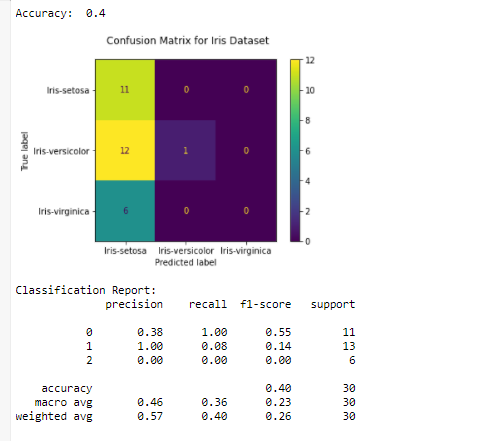 Accuracy:  0.4
Confusion Matrix for Iris Dataset
12
10
8
6
4
2
0
True label
Iris-setosa 11 0 0
Iris-versicolor 12 1 0
Iris-virginica 6 0 0
Iris-setosa Iris-versicolor Iris-virginica
Predicted label
Classification Report:
precision recall f1-score support
0 0.38 1.00 0.55 11
1 1.00 0.08 0.14 13
2 0.00 0.00 0.00 6
accuracy 0.40 30
macro avg 0.46 0.36 0.23 30
weighted avg 0.57 0.40 0.26 30